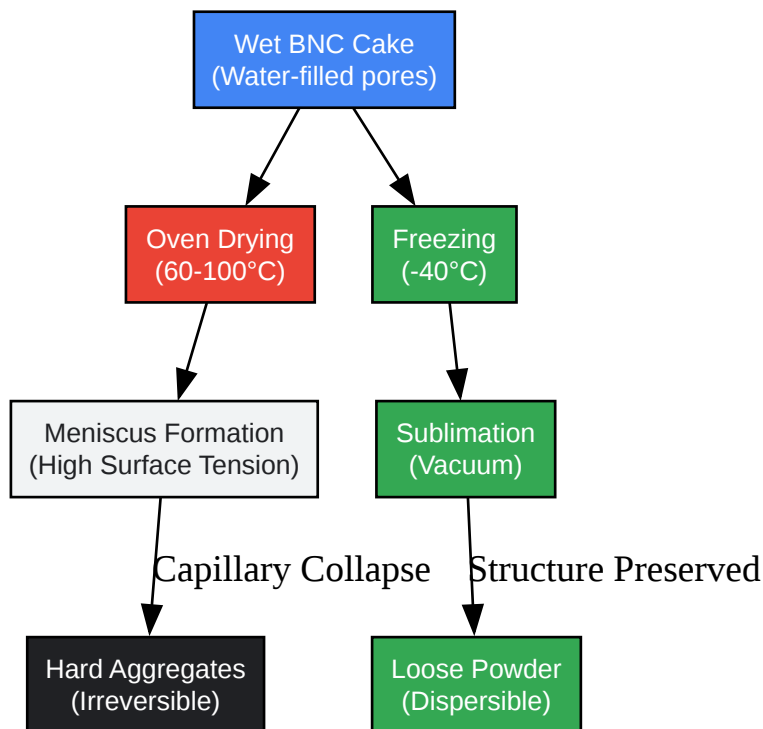 Wet BNC Cake
(Water-filled pores)
Oven Drying
(60-100°C)
Freezing
(-40°C)
Meniscus Formation
(High Surface Tension)
Sublimation
(Vacuum)
Capillary Collapse
Structure Preserved
Hard Aggregates
(Irreversible)
Loose Powder
(Dispersible)